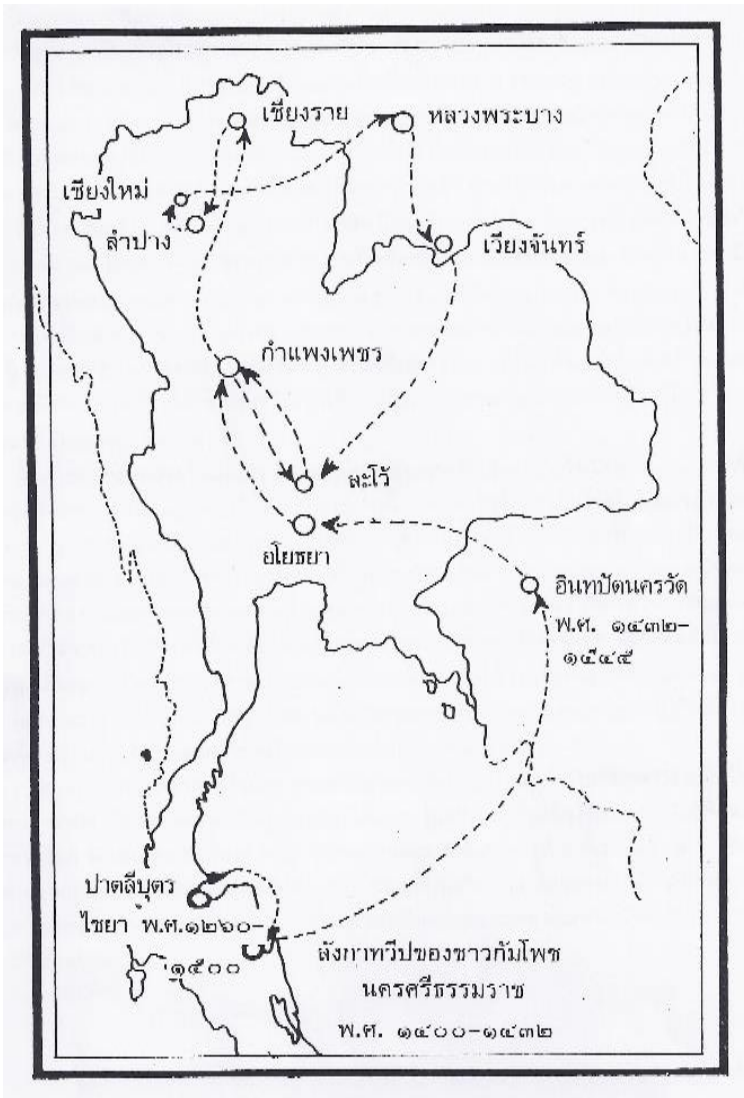 เชียงราย
หลวงพระบาง
เชียงใหม่
ลำปาง
เวียงจันทร์
กำแพงเพชร
ละโว้
อโยธยา
อินทปัตนครวัด
พ.ศ. ๑๔๓๒-
๑๕๔๕
ปาตลีบุตร
ไชยา พ.ศ.๑๒๖๐-
๑๕๐๐
ลังกาทวีปของชาวกัมโพช
นครศรีธรรมราช
พ.ศ. ๑๔๐๐-๑๔๓๒